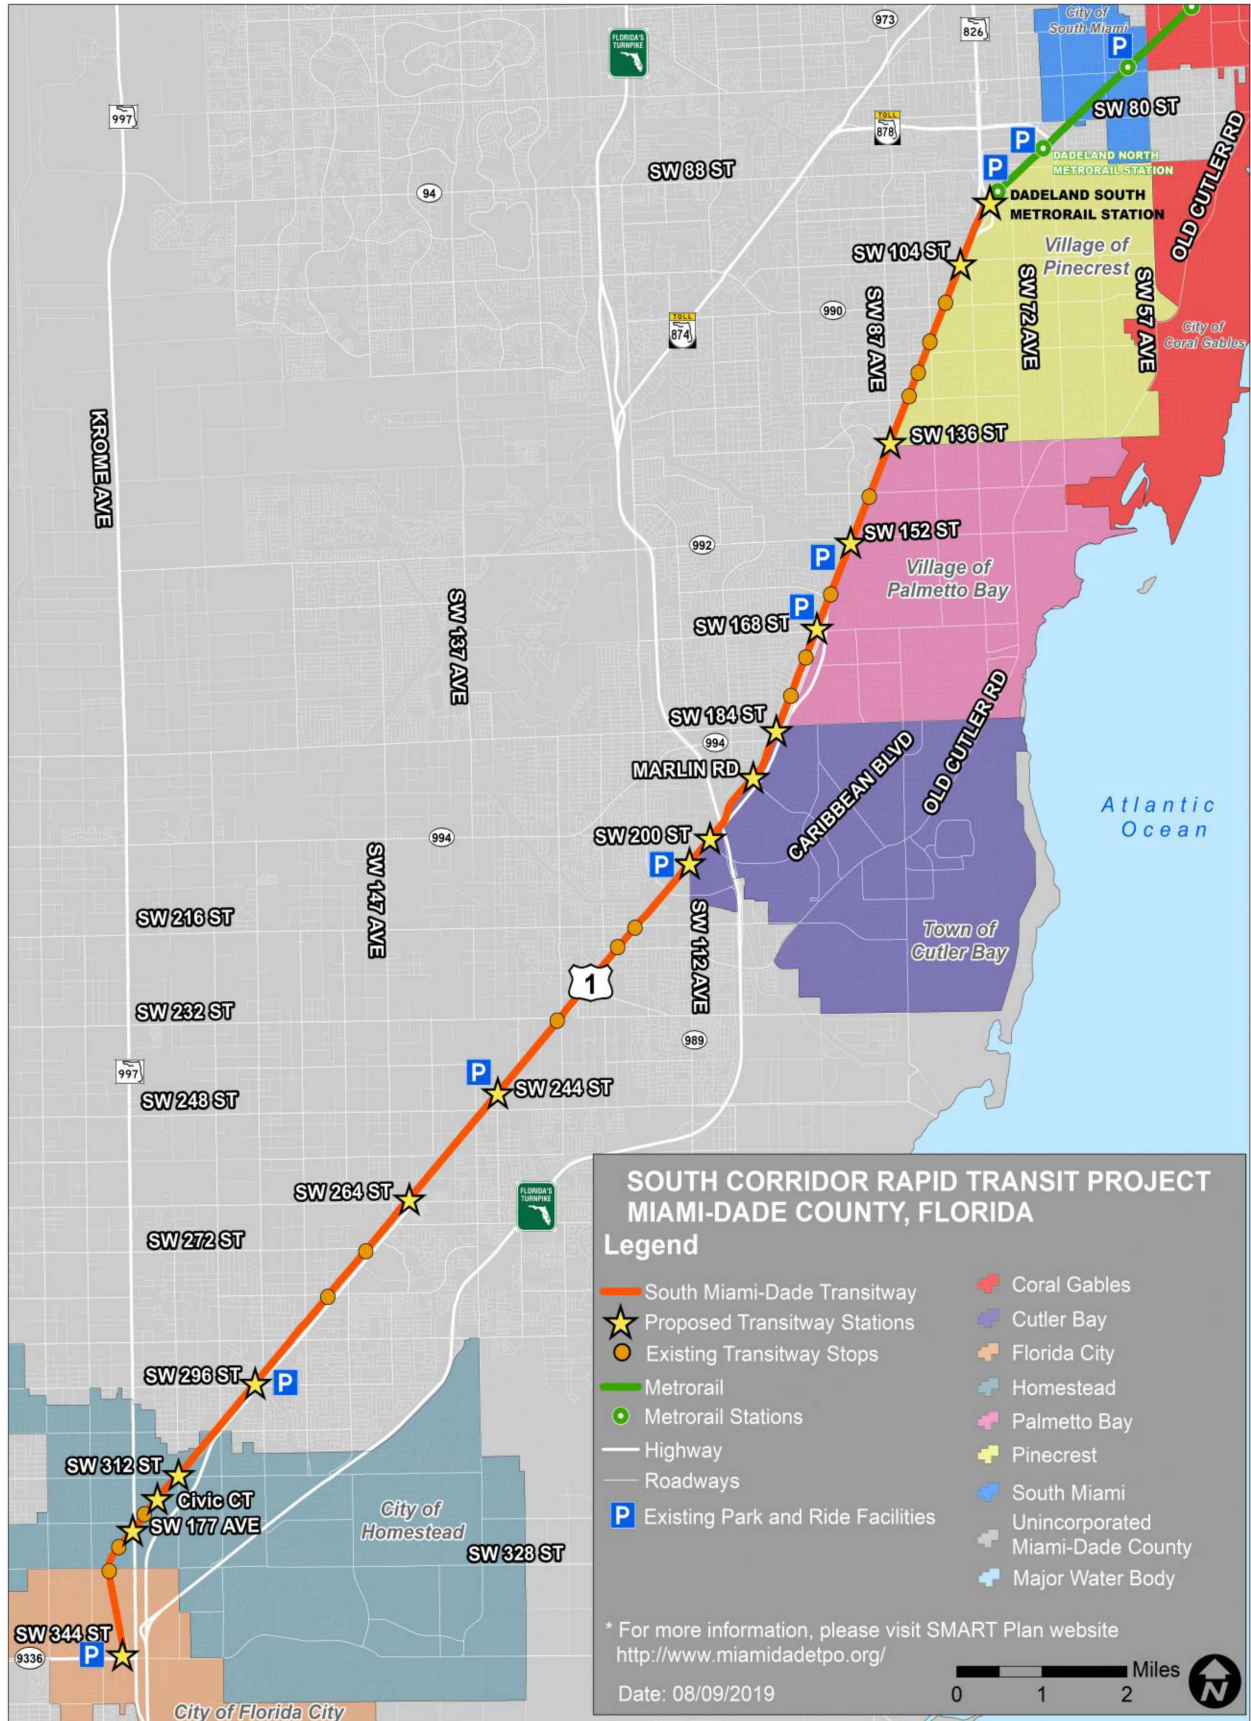 973
826
City of
South Miami
FLORIDA'S
TURNPIKE
P
997
TOLL
878
SW 80 ST
P
DADELAND NORTH
METRORAIL STATION
P
SW 88 ST
94
DADELAND SOUTH
METRORAIL STATION
OLD CUTLER RD
SW 104 ST
Village of
Pinecrest
SW 72 AVE
SW 57 AVE
990
SW 87 AVE
TOLL
874
City of
Coral Gables
KROME AVE
SW 136 ST
SW 152 ST
992
P
Village of
Palmetto Bay
SW 137 AVE
P
SW 168 ST
SW 184 ST
994
MARLIN RD
CARIBBEAN BLVD
OLD CUTLER RD
Atlantic
Ocean
994
SW 200 ST
P
SW 147 AVE
SW 112 AVE
SW 216 ST
Town of
Cutler Bay
1
SW 232 ST
989
997
P
SW 244 ST
SW 248 ST
SW 264 ST
FLORIDA'S
TURNPIKE
SW 272 ST
SW 296 ST
P
SW 312 ST
Civic CT
SW 177 AVE
City of
Homestead
SW 328 ST
SW 344 ST
P
9336
City of Florida City
SOUTH CORRIDOR RAPID TRANSIT PROJECT
MIAMI-DADE COUNTY, FLORIDA
Legend
South Miami-Dade Transitway
Proposed Transitway Stations
Existing Transitway Stops
Metrorail
Metrorail Stations
Highway
Roadways
P Existing Park and Ride Facilities
Coral Gables
Cutler Bay
Florida City
Homestead
Palmetto Bay
Pinecrest
South Miami
Unincorporated
Miami-Dade County
Major Water Body
* For more information, please visit SMART Plan website
http://www.miamidadetpo.org/
Date: 08/09/2019
Miles
0 1 2
N